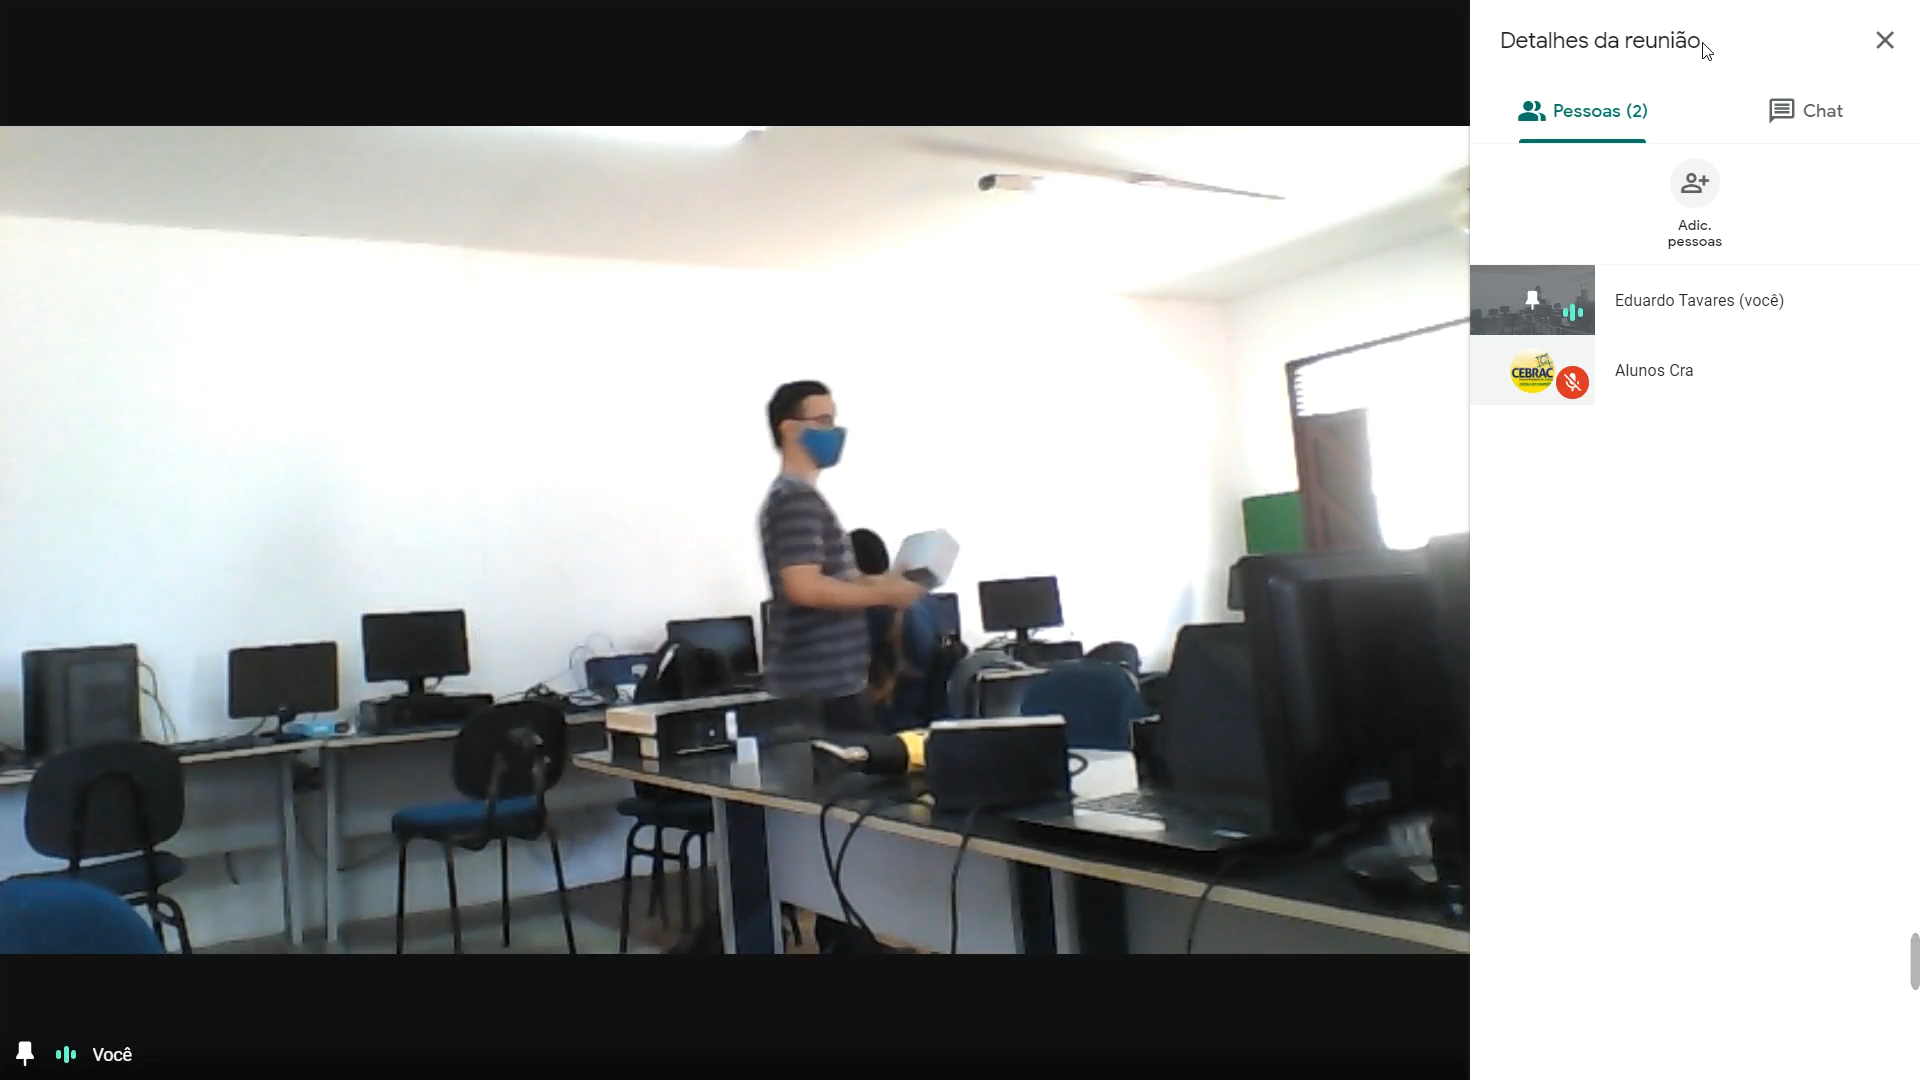 Detalhes da reunião
Pessoas (2)
Chat
Adic.
pessoas
Eduardo Tavares (você)
CEBRAC
Alunos Cra
Você